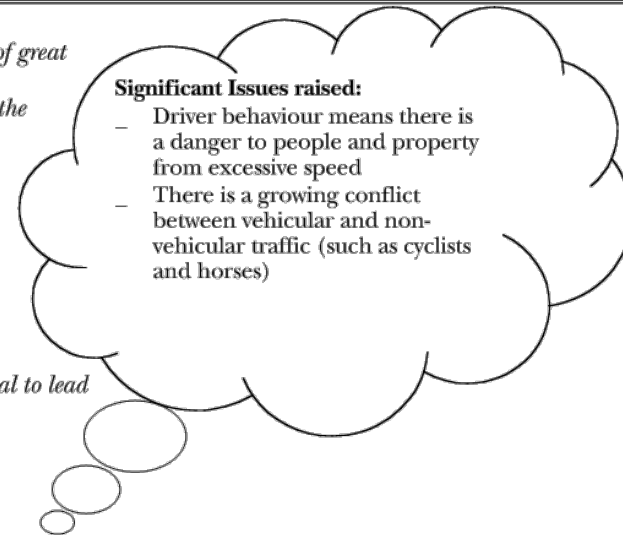 of great
Significant Issues raised:
the
_ Driver behaviour means there is
a danger to people and property
from excessive speed
_ There is a growing conflict
between vehicular and non-
vehicular traffic (such as cyclists
and horses)
al to lead